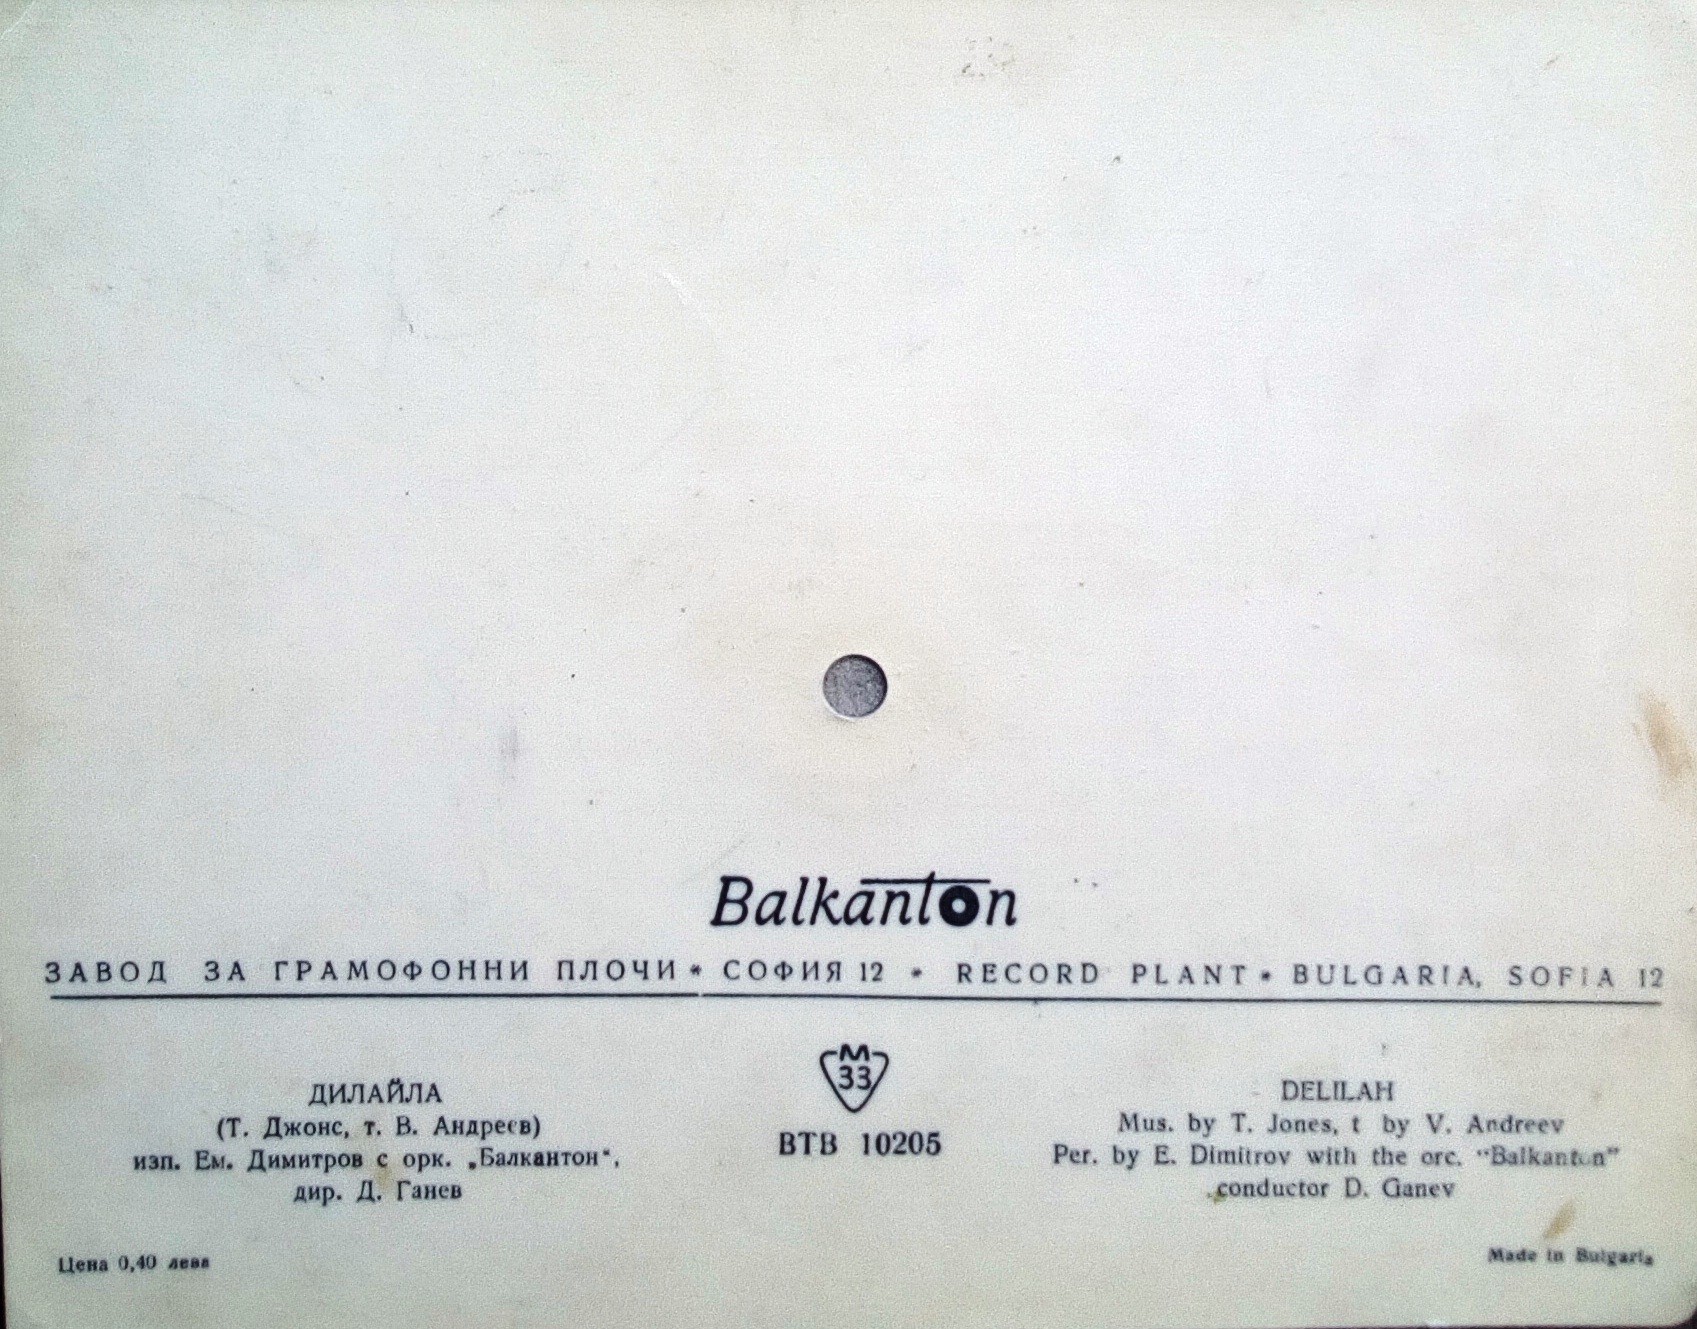 Balkanton
ЗАВОД ЗА ГРАМОФОННИ ПЛОЧИ * СОФИЯ 12 * RECORD PLANT * BULGARIA, SOFIA 12
М
33
ВТВ 10205
ДИЛАЙЛА
(Т. Джонс, т. В. Андреев)
изп. Ем. Димитров с орк. „Балкантон“,
дир. Д. Ганев
Цена 0,40 лева
DELILAH
Mus. by T. Jones, t by V. Andreev
Per. by E. Dimitrov with the orc. “Balkanton”
conductor D. Ganev
Made in Bulgaria